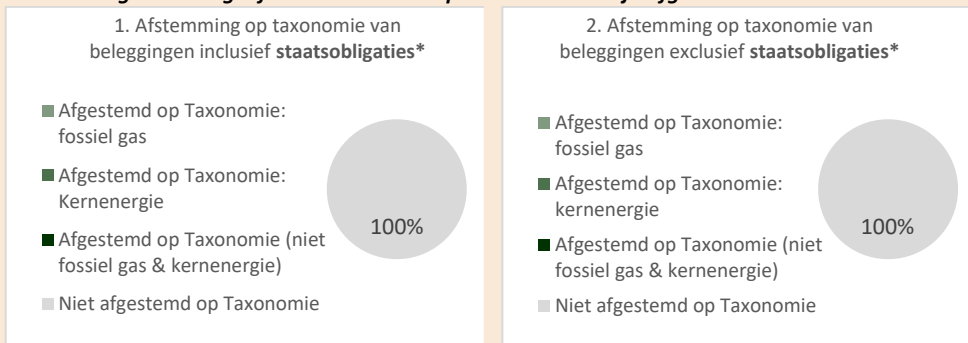 1. Afstemming op taxonomie van
beleggingen inclusief staatsobligaties*
Afgestemd op Taxonomie:
fossiel gas
Afgestemd op Taxonomie:
Kernenergie
Afgestemd op Taxonomie (niet
fossiel gas & kernenergie)
Niet afgestemd op Taxonomie
100%
2. Afstemming op taxonomie van
beleggingen exclusief staatsobligaties*
Afgestemd op Taxonomie:
fossiel gas
Afgestemd op Taxonomie:
kernenergie
Afgestemd op Taxonomie (niet
fossiel gas & kernenergie)
Niet afgestemd op Taxonomie
100%